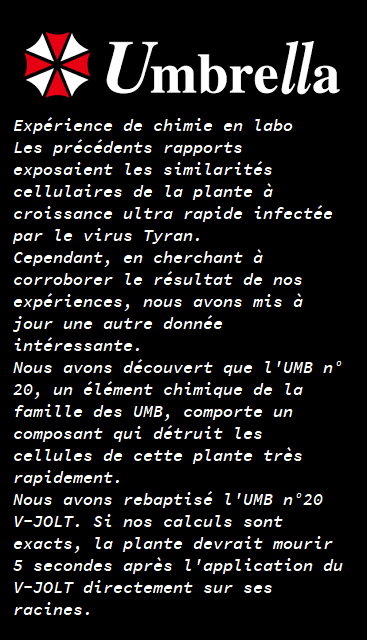 Umbrella
Expérience de chimie en labo
Les précédents rapports
exposaient les similarités
cellulaires de la plante à
croissance ultra rapide infectée
par le virus Tyran.
Cependant, en cherchant à
corroborer le résultat de nos
expériences, nous avons mis à
jour une autre donnée
intéressante.
Nous avons découvert que l'UMB n°
20, un élément chimique de la
famille des UMB, comporte un
composant qui détruit les
cellules de cette plante très
rapidement.
Nous avons rebaptisé l'UMB n°20
V-JOLT. Si nos calculs sont
exacts, la plante devrait mourir
5 secondes après l'application du
V-JOLT directement sur ses
racines.